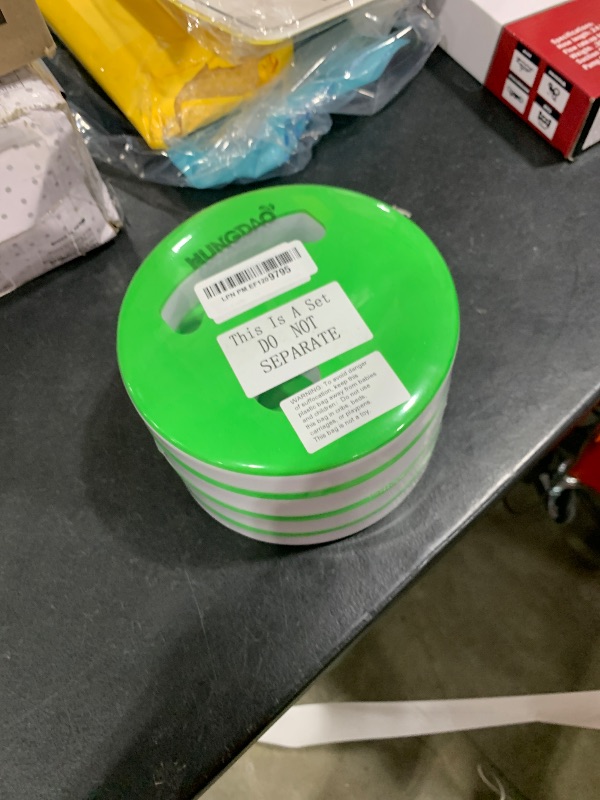 HUNGDAO
LPN PM EF1209795
This Is A Set
DO NOT
SEPARATE
WARNING: To avoid danger
of suffocation, keep this
plastic bag away from babies
and children. Do not use
this bag in cribs, beds,
carriages, or playpens.
This bag is not a toy.
Specifications: